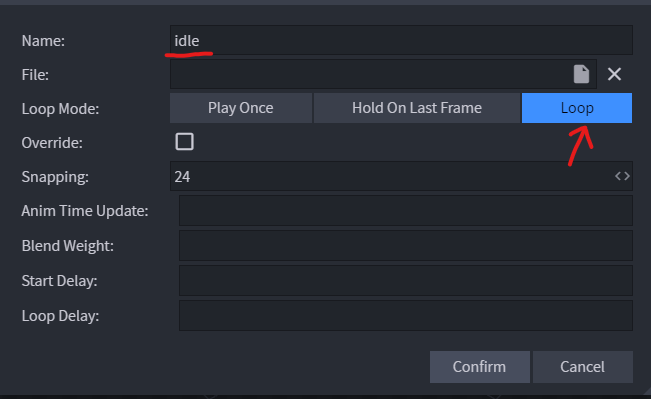 Name: idle
File:
Loop Mode: Play Once Hold On Last Frame Loop
Override:
Snapping: 24
Anim Time Update:
Blend Weight:
Start Delay:
Loop Delay:
Confirm Cancel